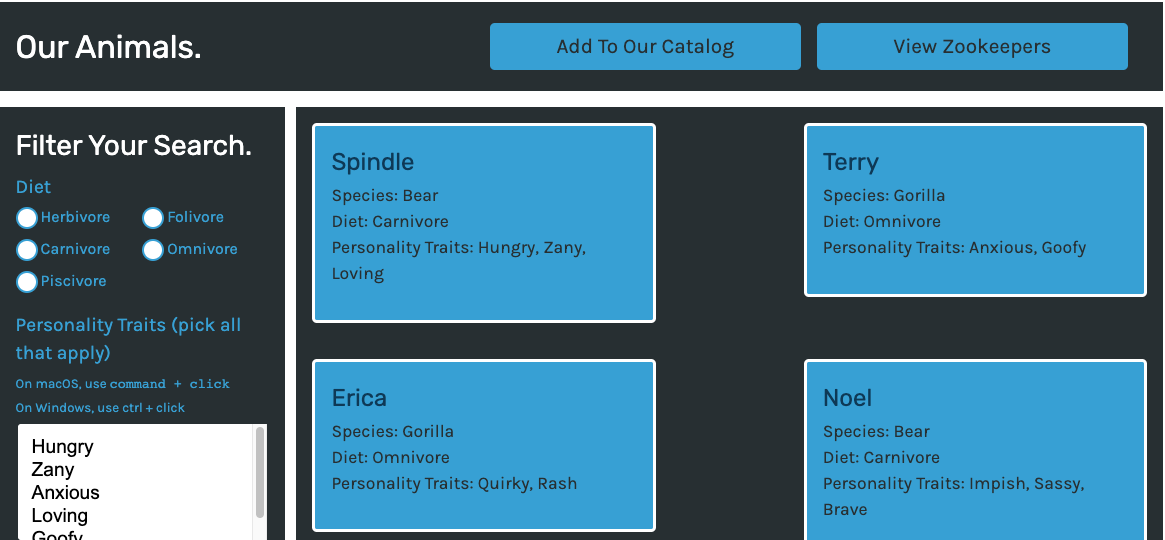 Our Animals.
Add To Our Catalog
View Zookeepers
Filter Your Search.
Diet
Herbivore
Folivore
Carnivore
Omnivore
Piscivore
Personality Traits (pick all
that apply)
On macOS, use command + click
On Windows, use ctrl + click
Hungry
Zany
Anxious
Loving
Goofy
Spindle
Species: Bear
Diet: Carnivore
Personality Traits: Hungry, Zany,
Loving
Terry
Species: Gorilla
Diet: Omnivore
Personality Traits: Anxious, Goofy
Erica
Species: Gorilla
Diet: Omnivore
Personality Traits: Quirky, Rash
Noel
Species: Bear
Diet: Carnivore
Personality Traits: Impish, Sassy,
Brave